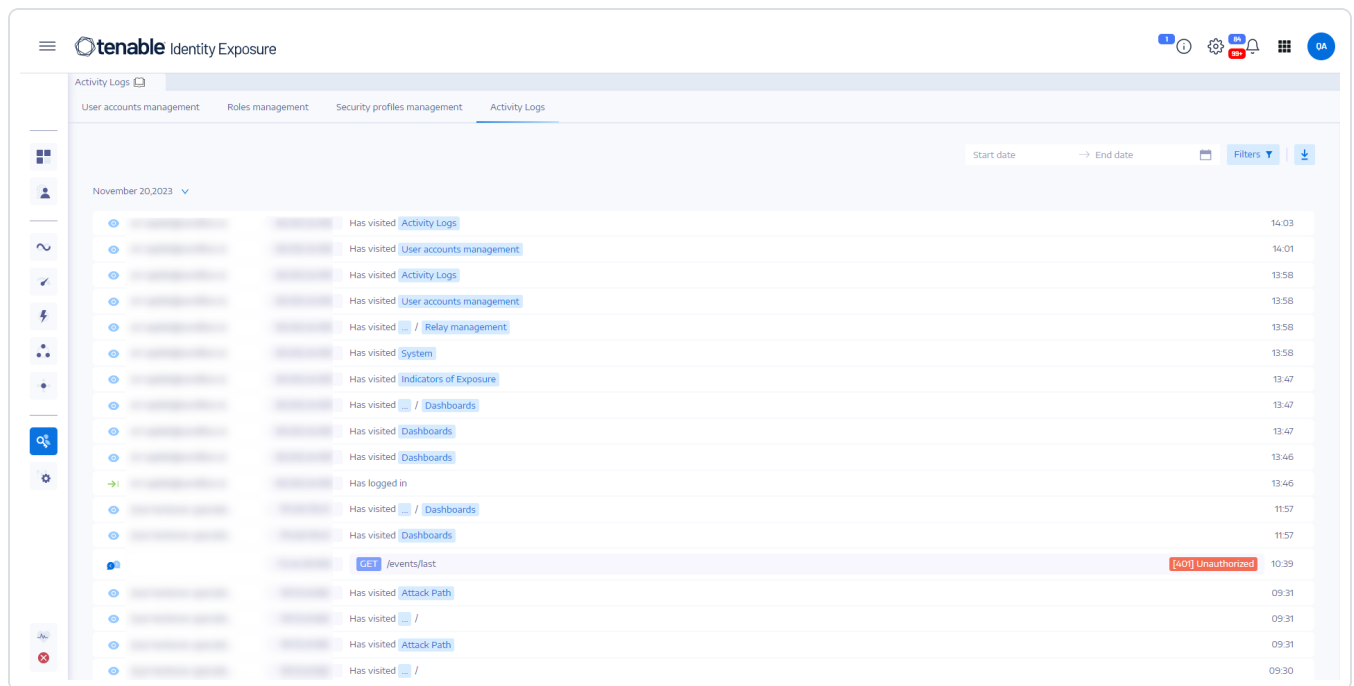 tenable Identity Exposure
1
84
99+
QA
Activity Logs
User accounts management Roles management Security profiles management Activity Logs
Start date → End date Filters
November 20,2023
Has visited Activity Logs 14:03
Has visited User accounts management 14:01
Has visited Activity Logs 13:58
Has visited User accounts management 13:58
Has visited ... / Relay management 13:58
Has visited System 13:58
Has visited Indicators of Exposure 13:47
Has visited ... / Dashboards 13:47
Has visited Dashboards 13:47
Has visited Dashboards 13:46
Has logged in 13:46
Has visited ... / Dashboards 11:57
Has visited Dashboards 11:57
GET /events/last [401] Unauthorized 10:39
Has visited Attack Path 09:31
Has visited ... / 09:31
Has visited Attack Path 09:31
Has visited ... / 09:30